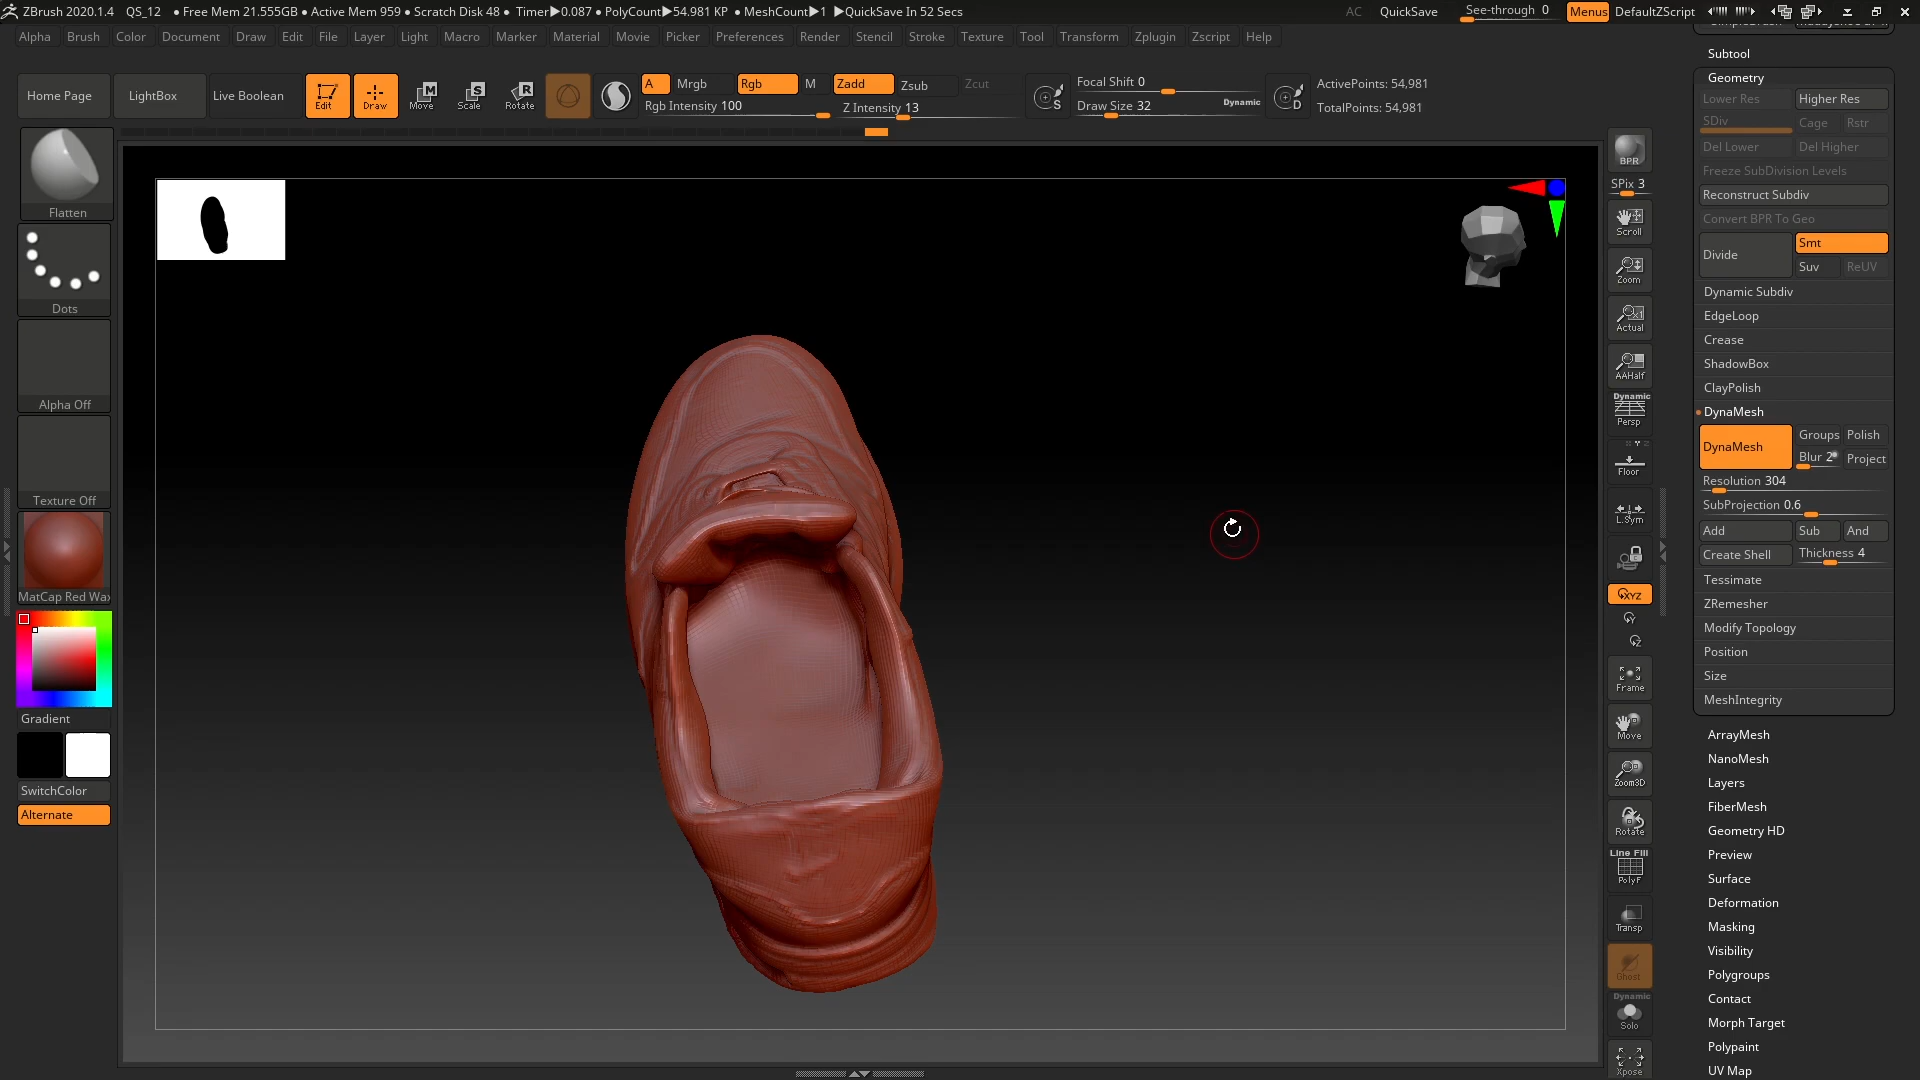 ZBrush 2020.1.4 QS_12 • Free Mem 21.555GB • Active Mem 959 • Scratch Disk 48 • Timer▶0.087 • PolyCount▶54.981 KP • MeshCount▶1 ▶QuickSave In 52 Secs AC QuickSave See-through 0 Menus DefaultZScript
Alpha Brush Color Document Draw Edit File Layer Light Macro Marker Material Movie Picker Preferences Render Stencil Stroke Texture Tool Transform Zplugin Zscript Help
Home Page LightBox Live Boolean Edit Draw Move Scale Rotate
A Mrgb Rgb M Zadd Zsub Zcut
Rgb Intensity 100 Z Intensity 13
Focal Shift 0
Draw Size 32 Dynamic
S
D
ActivePoints: 54,981
TotalPoints: 54,981
Flatten
Dots
Alpha Off
Texture Off
MatCap Red Wax
Gradient
SwitchColor
Alternate
BPR
SPix 3
Scroll
Zoom
Actual
AAHalf
Dynamic
Persp
Floor
L.Sym
XYZ
Y
Z
Frame
Move
Zoom3D
Rotate
Line Fill
PolyF
Transp
Ghost
Dynamic
Solo
Xpose
Subtool
Geometry
Lower Res Higher Res
SDiv Cage Rstr
Del Lower Del Higher
Freeze SubDivision Levels
Reconstruct Subdiv
Convert BPR To Geo
Divide Smt
Suv ReUV
Dynamic Subdiv
EdgeLoop
Crease
ShadowBox
ClayPolish
DynaMesh
DynaMesh Groups Polish
Blur 2 Project
Resolution 304
SubProjection 0.6
Add Sub And
Create Shell Thickness 4
Tessimate
ZRemesher
Modify Topology
Position
Size
MeshIntegrity
ArrayMesh
NanoMesh
Layers
FiberMesh
Geometry HD
Preview
Surface
Deformation
Masking
Visibility
Polygroups
Contact
Morph Target
Polypaint
UV Map